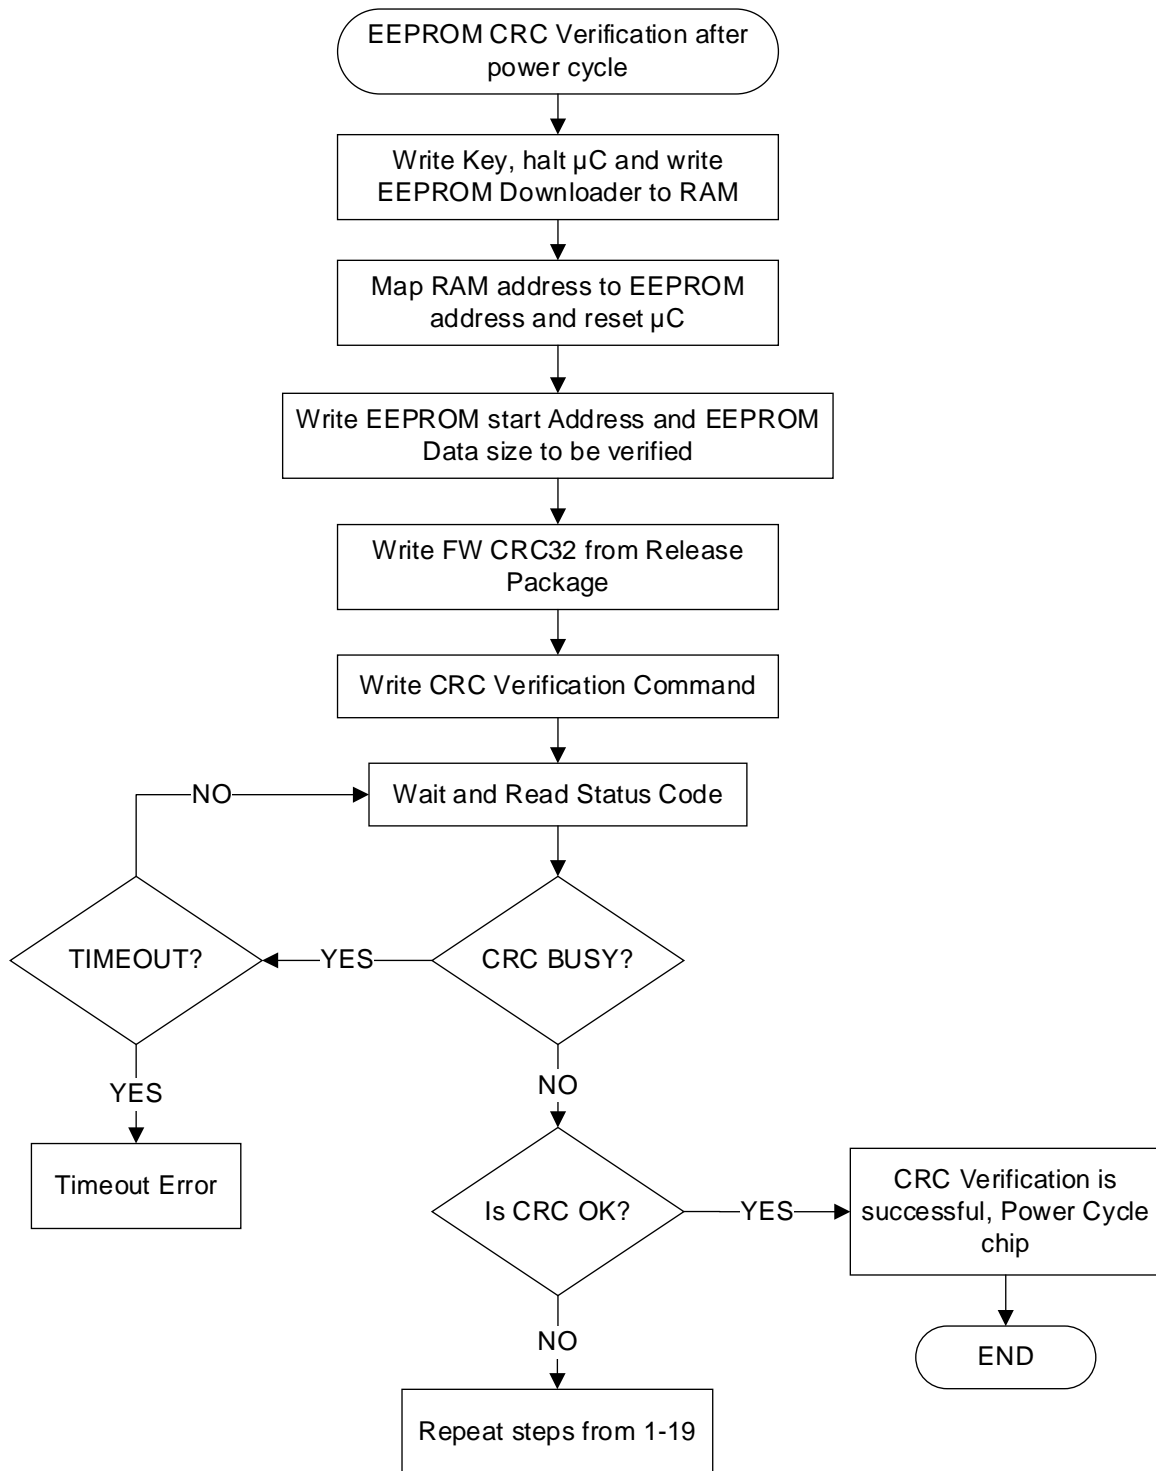 EEPROM CRC Verification after
power cycle
Write Key, halt µC and write
EEPROM Downloader to RAM
Map RAM address to EEPROM
address and reset µC
Write EEPROM start Address and EEPROM
Data size to be verified
Write FW CRC32 from Release
Package
Write CRC Verification Command
Wait and Read Status Code
NO
TIMEOUT?
YES
CRC BUSY?
YES
NO
Timeout Error
Is CRC OK?
YES
CRC Verification is
successful, Power Cycle
chip
NO
END
Repeat steps from 1-19